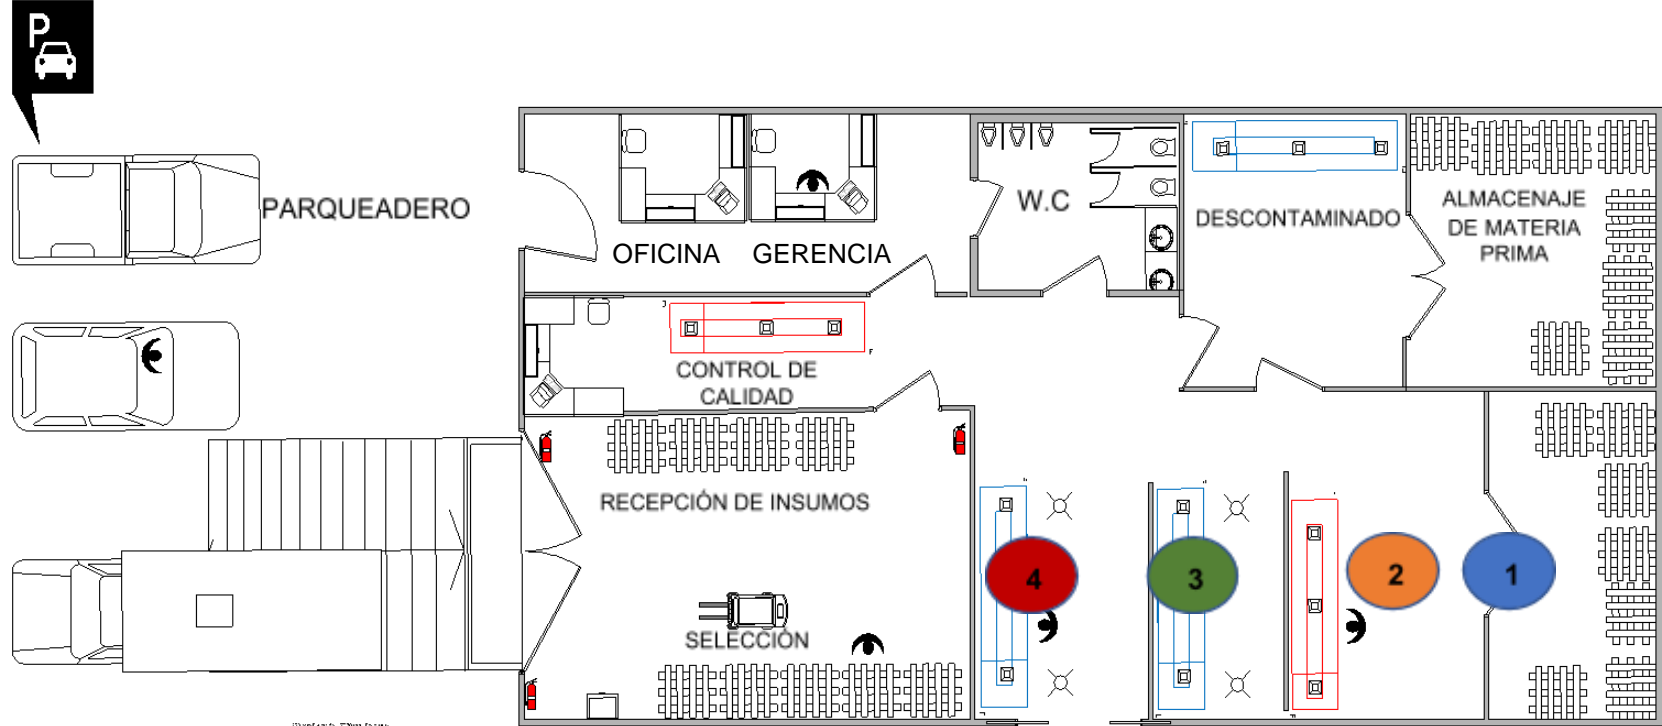 P
PARQUEADERO
OFICINA
GERENCIA
W.C
DESCONTAMINADO
ALMACENAJE
DE MATERIA
PRIMA
CONTROL DE
CALIDAD
RECEPCIÓN DE INSUMOS
SELECCIÓN
4
3
2
1